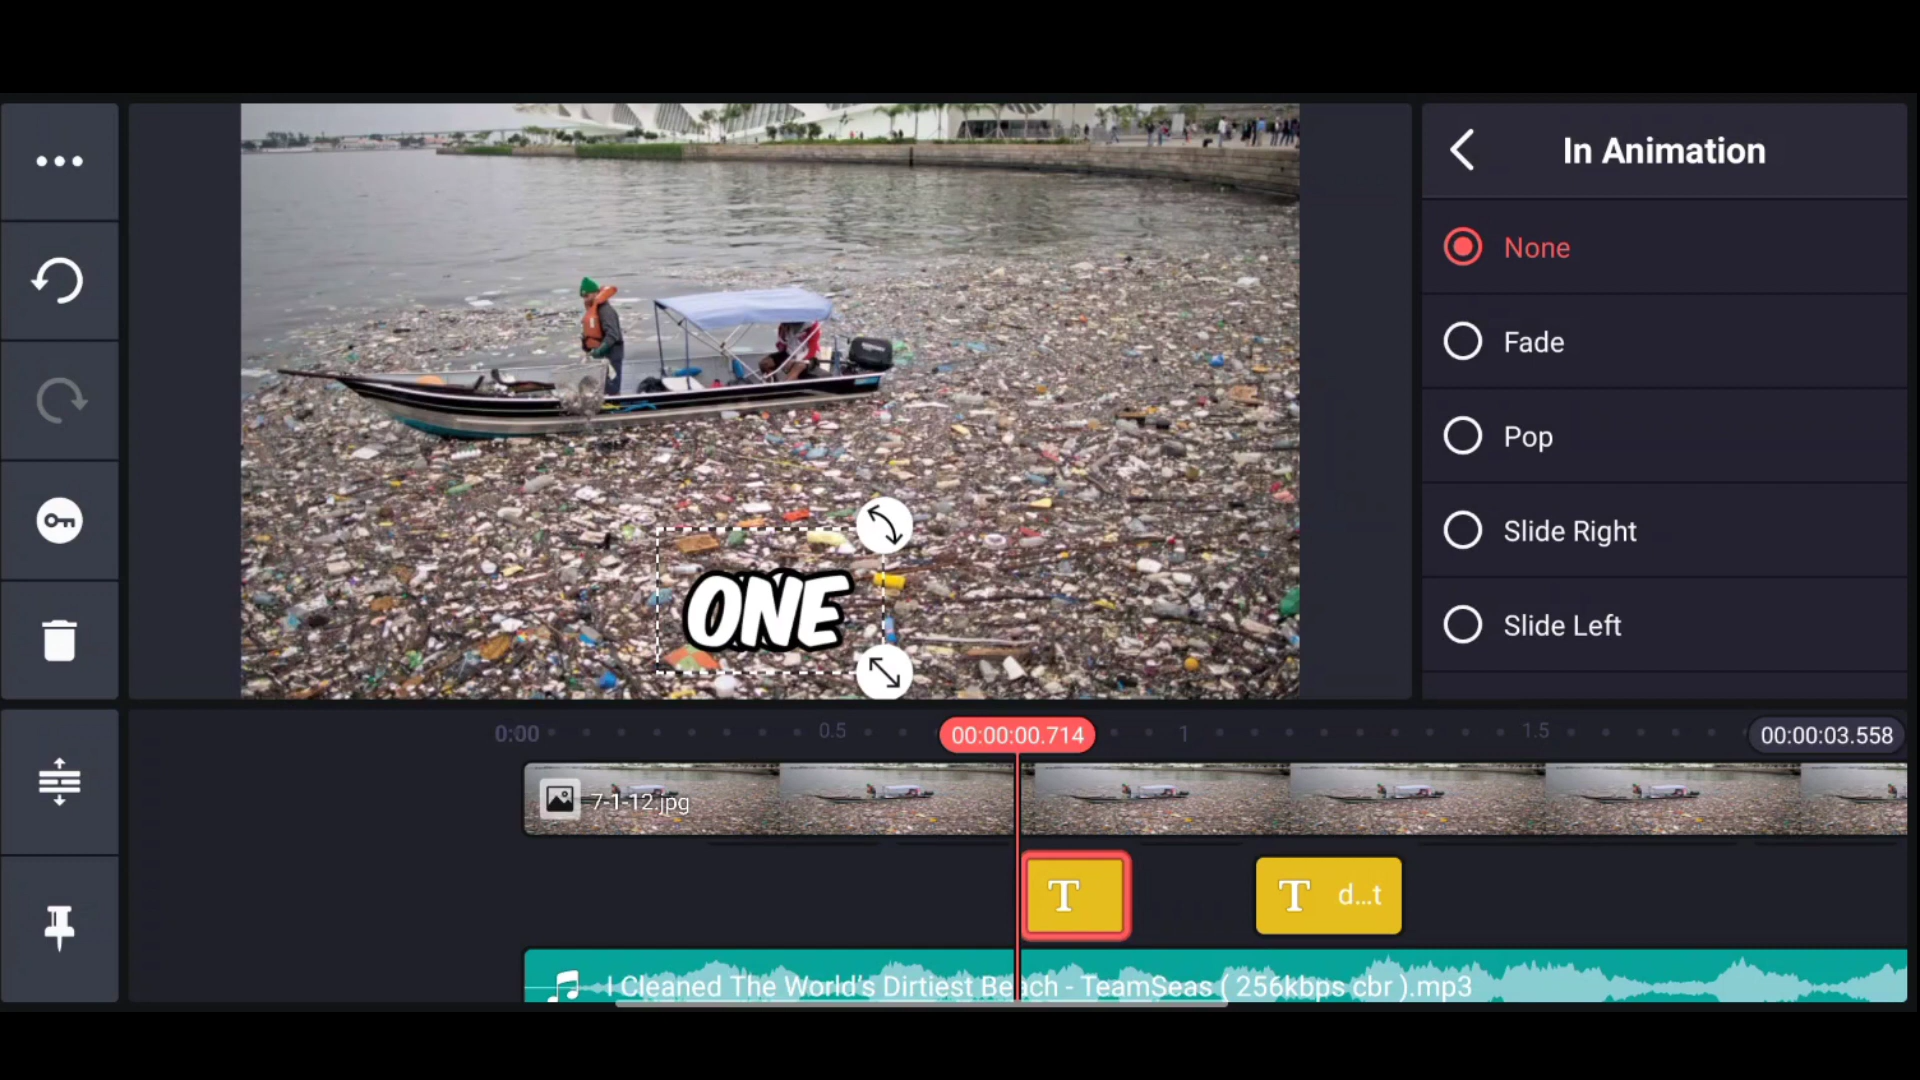 In Animation
None
Fade
Pop
Slide Right
Slide Left
ONE
0:00
0.5
00:00:00.714
1
1.5
00:00:03.558
7-1-12.jpg
T
T d...t
I Cleaned The World's Dirtiest Beach - TeamSeas ( 256kbps cbr ).mp3